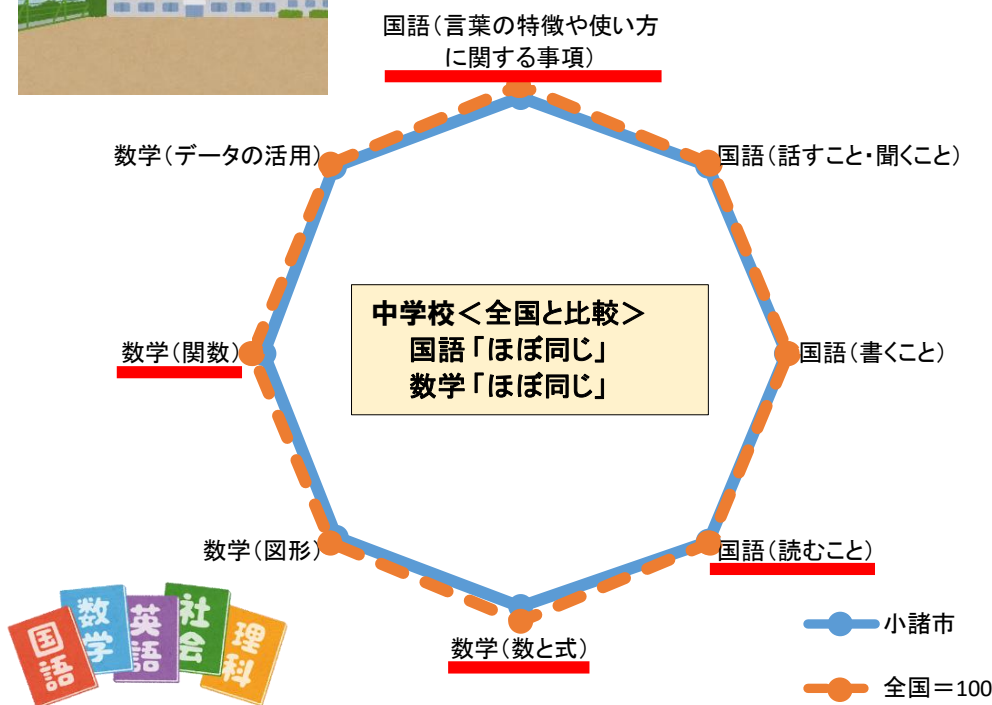 国語(言葉の特徴や使い方
に関する事項)
数学(データの活用)
国語(話すこと・聞くこと)
中学校<全国と比較>
国語「ほぼ同じ」
数学「ほぼ同じ」
数学(関数)
国語(書くこと)
数学(図形)
国語(読むこと)
数学(数と式)
国語
数学
英語
社会
理科
小諸市
全国=100